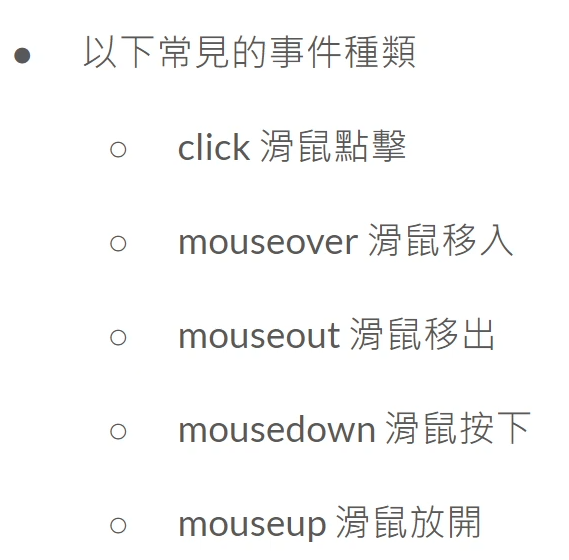 ● 以下常見的事件種類
○ click 滑鼠點擊
○ mouseover 滑鼠移入
○ mouseout 滑鼠移出
○ mousedown 滑鼠按下
○ mouseup 滑鼠放開